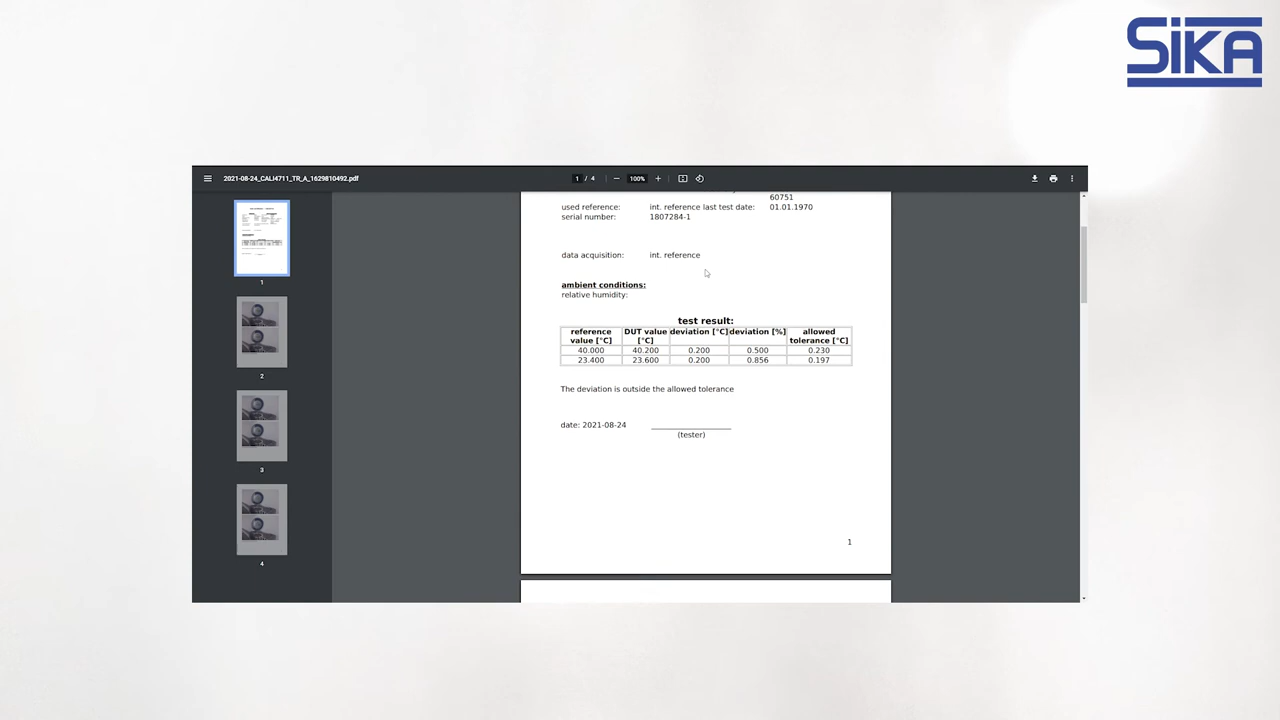 SiKA
2021-08-24_CALI4711_TR_A_1629810492.pdf
1 / 4
100%
60751
used reference: int. reference last test date: 01.01.1970
serial number: 1807284-1
data acquisition: int. reference
ambient conditions:
relative humidity:
test result:
reference value [°C] DUT value [°C] deviation [°C] deviation [%] allowed tolerance [°C]
40.000 40.200 0.200 0.500 0.230
23.400 23.600 0.200 0.856 0.197
The deviation is outside the allowed tolerance
date: 2021-08-24
(tester)
1
1
2
3
4